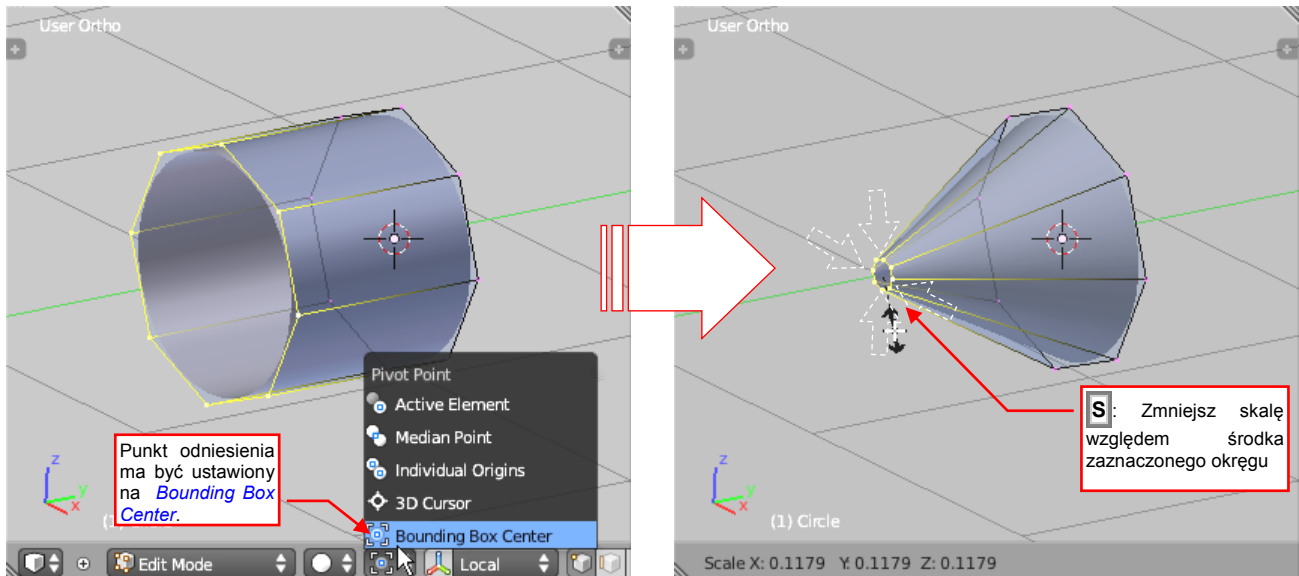 User Ortho
Pivot Point
Active Element
Median Point
Individual Origins
3D Cursor
Bounding Box Center
Punkt odniesienia
ma być ustawiony
na Bounding Box
Center.
z
y
x
(1)
Edit Mode
Local
User Ortho
S: Zmniejsz skalę
względem środka
zaznaczonego okręgu
z
y
x
(1) Circle
Scale X: 0.1179 Y: 0.1179 Z: 0.1179